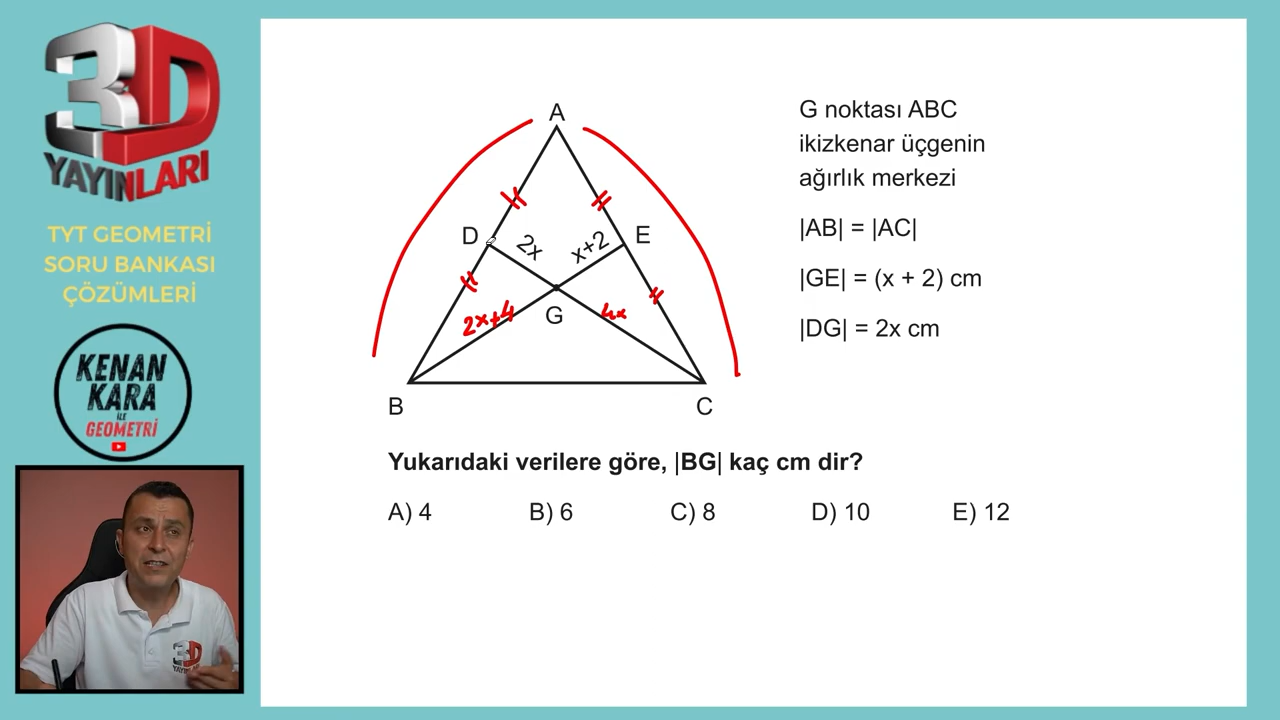 3D
YAYINLARI
TYT GEOMETRİ
SORU BANKASI
ÇÖZÜMLERİ
KENAN
KARA
İLE
GEOMETRİ
3D
YAYINLARI
A
D
E
2x
x+2
G
2x+4
4x
B
C
G noktası ABC
ikizkenar üçgenin
ağırlık merkezi
|AB| = |AC|
|GE| = (x + 2) cm
|DG| = 2x cm
Yukarıdaki verilere göre, |BG| kaç cm dir?
A) 4 B) 6 C) 8 D) 10 E) 12